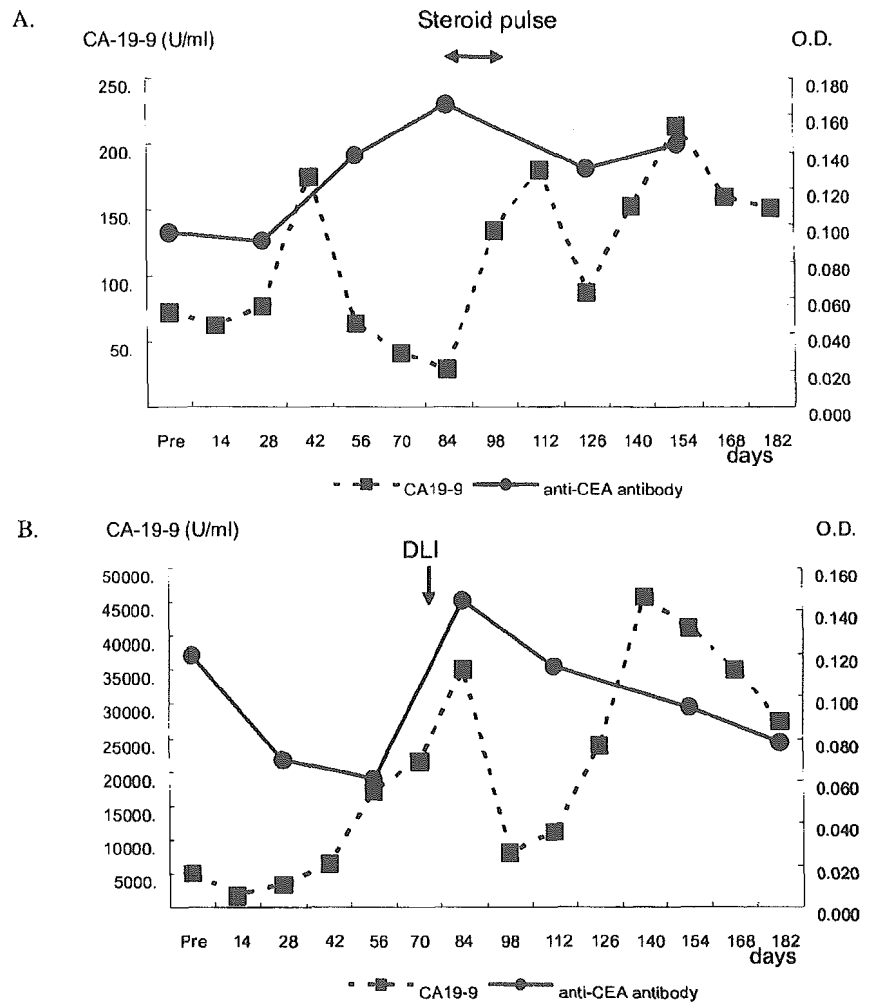 A.
Steroid pulse
CA-19-9 (U/ml)
O.D.
250.
200.
150.
100.
50.
0.180
0.160
0.140
0.120
0.100
0.080
0.060
0.040
0.020
0.000
Pre 14 28 42 56 70 84 98 112 126 140 154 168 182
days
CA19-9 anti-CEA antibody
B.
CA-19-9 (U/ml)
DLI
O.D.
50000.
45000.
40000.
35000.
30000.
25000.
20000.
15000.
10000.
5000.
0.160
0.140
0.120
0.100
0.080
0.060
0.040
0.020
0.000
Pre 14 28 42 56 70 84 98 112 126 140 154 168 182
days
CA19-9 anti-CEA antibody